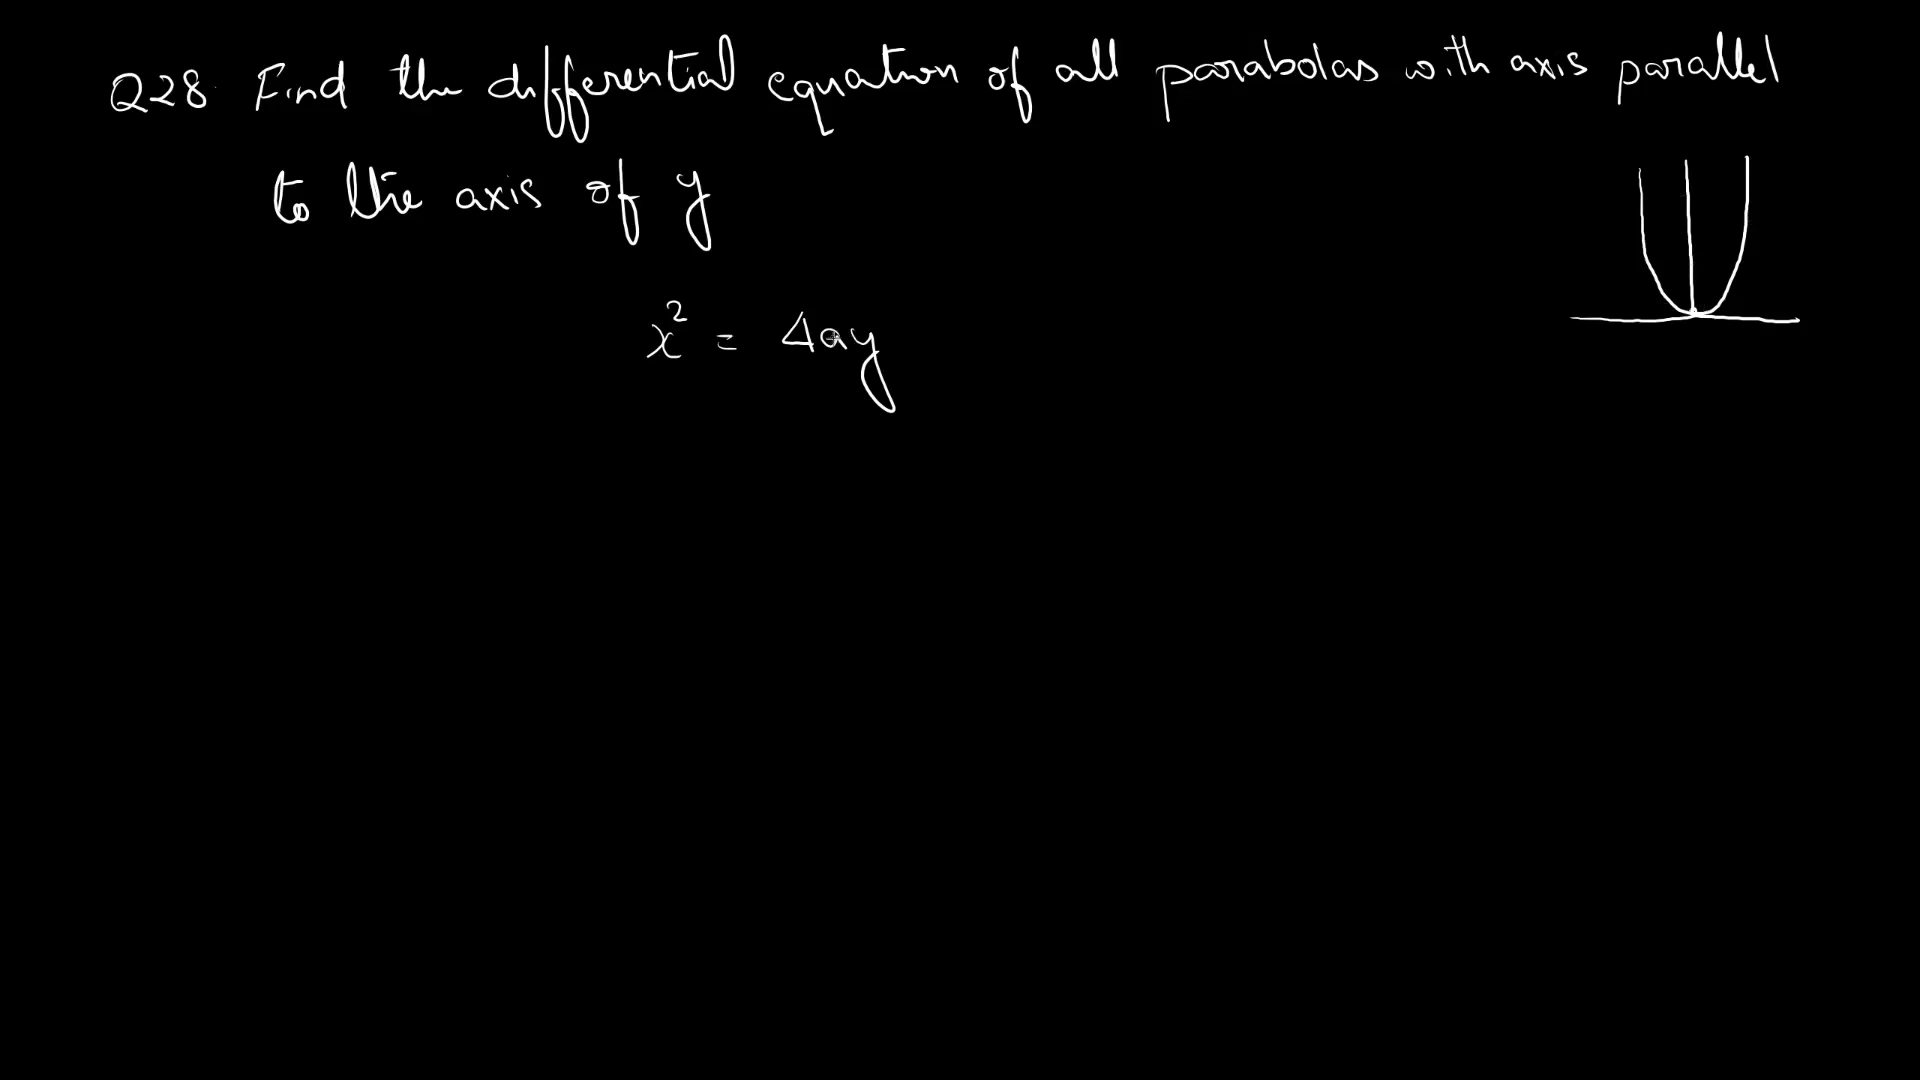 Q28. Find the differential equation of all parabolas with axis parallel
to the axis of y
x² = 4ay